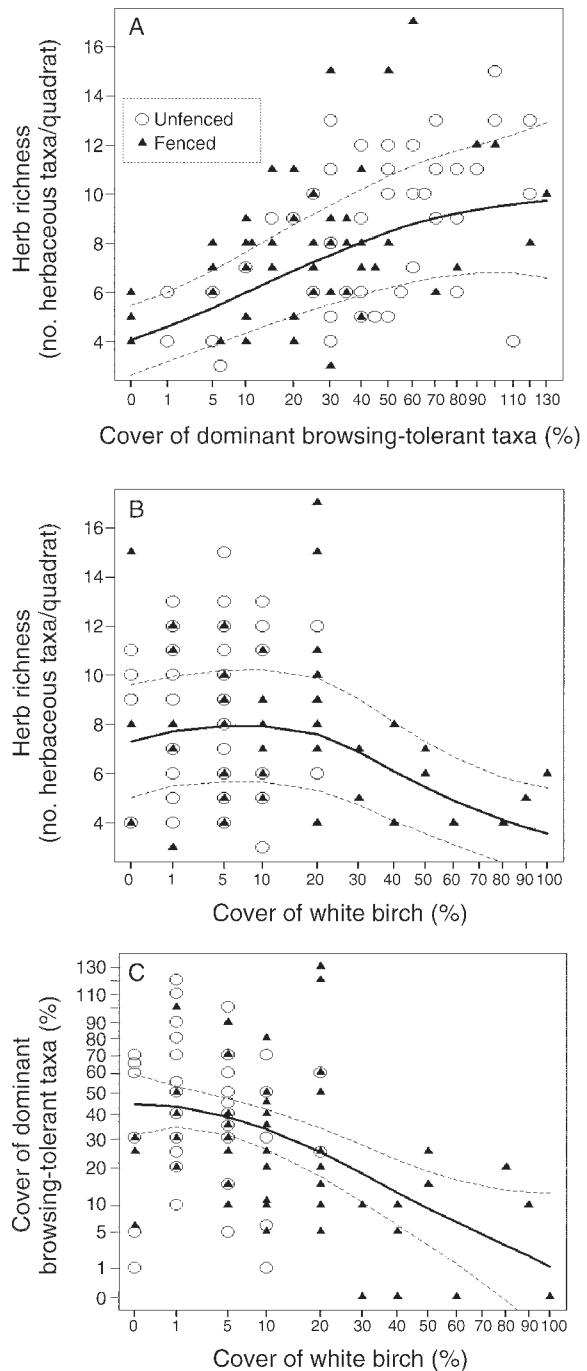 A
16
14
12
10
8
6
4
Herb richness
(no. herbaceous taxa/quadrat)
Unfenced
Fenced
0 1 5 10 20 30 40 50 60 70 80 90 110 130
Cover of dominant browsing-tolerant taxa (%)
B
16
14
12
10
8
6
4
Herb richness
(no. herbaceous taxa/quadrat)
0 1 5 10 20 30 40 50 60 70 80 90 100
Cover of white birch (%)
C
130
110
90
80
70
60
50
40
30
20
10
5
1
0
Cover of dominant
browsing-tolerant taxa (%)
0 1 5 10 20 30 40 50 60 70 80 90 100
Cover of white birch (%)